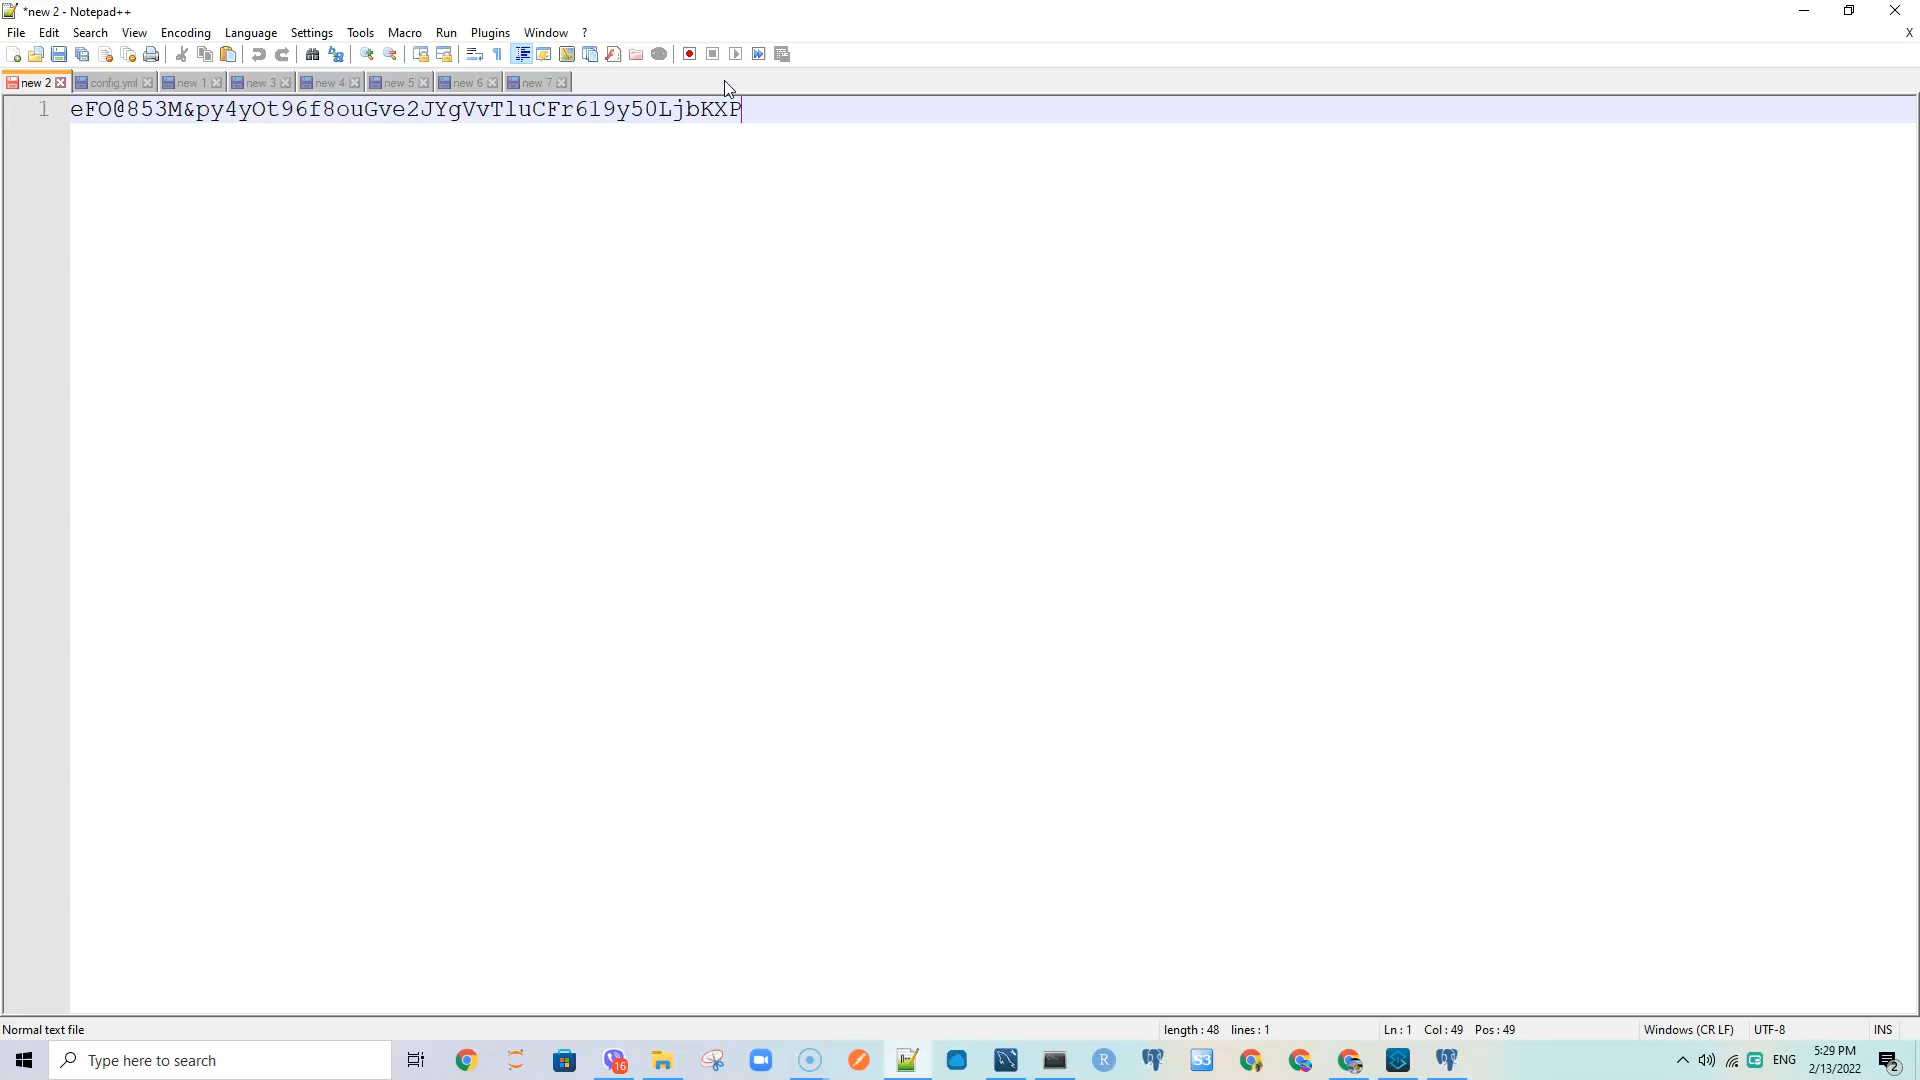 *new 2 - Notepad++
File Edit Search View Encoding Language Settings Tools Macro Run Plugins Window ? X
new 2 config.yml new 1 new 3 new 4 new 5 new 6 new 7
1 eFO@853M&py4yOt96f8ouGve2JYgVvTluCFr619y50LjbKXP
Normal text file length : 48 lines : 1 Ln : 1 Col : 49 Pos : 49 Windows (CR LF) UTF-8 INS
Type here to search 16 R S3 ENG 5:29 PM
2/13/2022 2